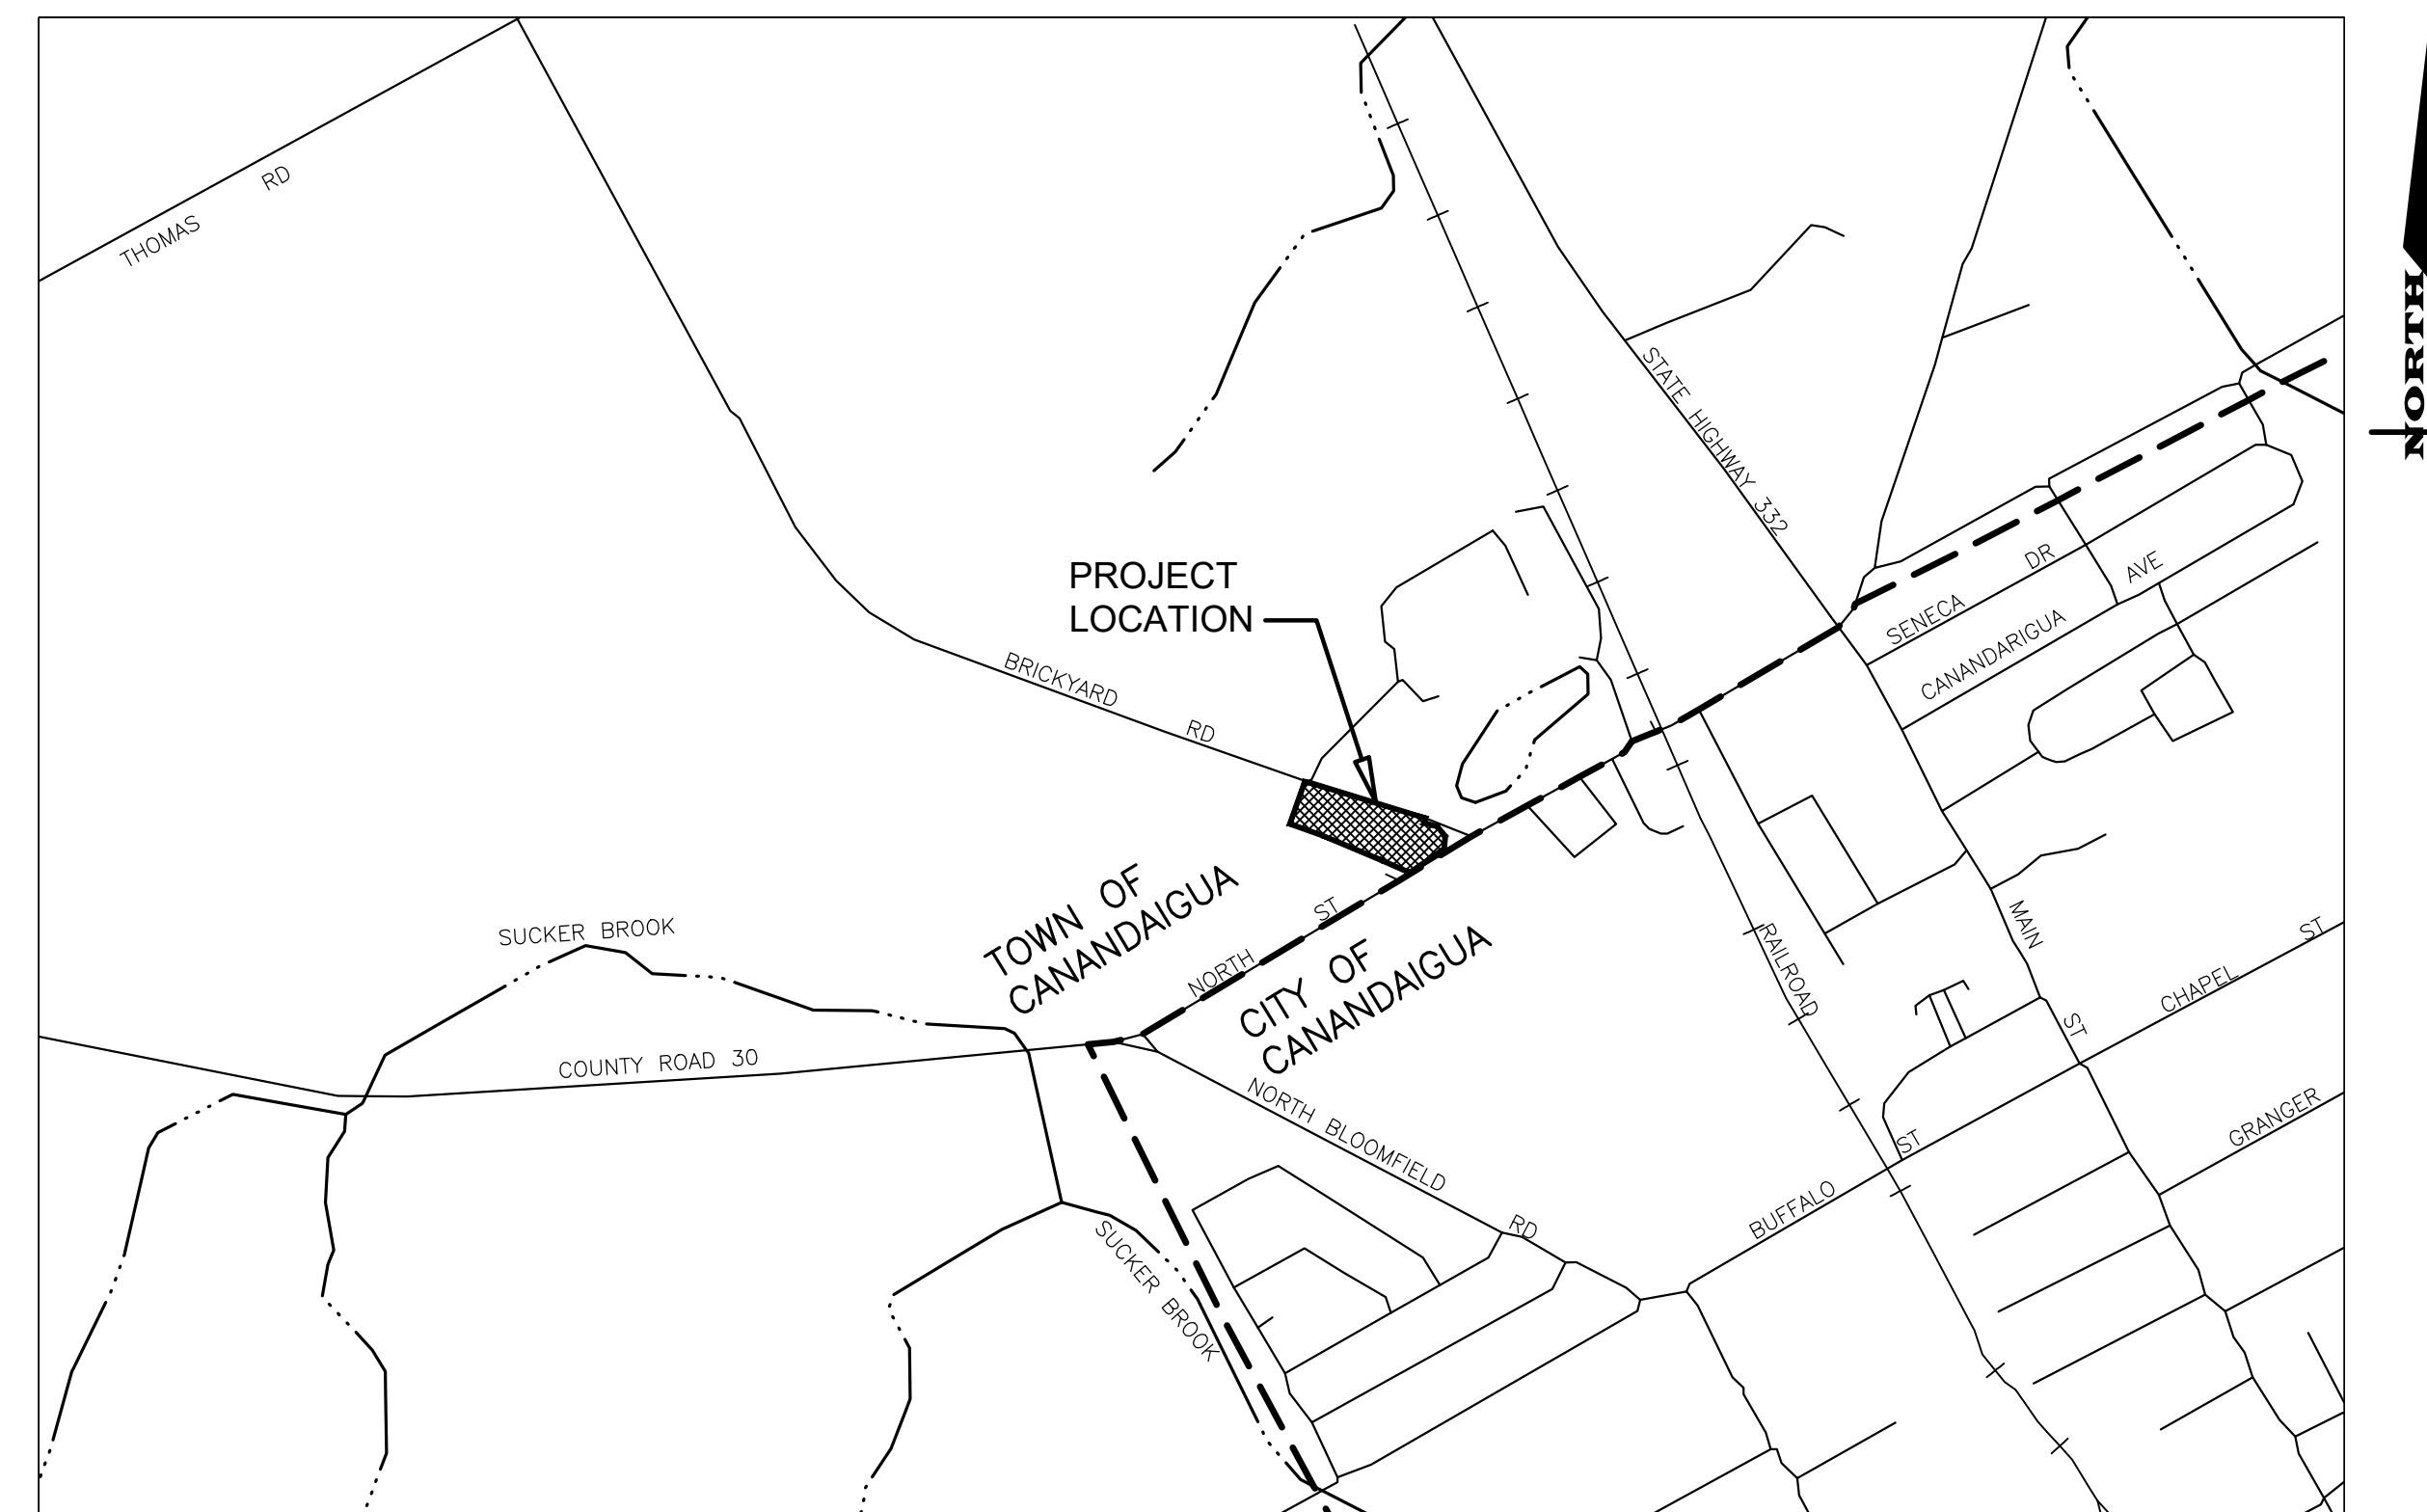 THOMAS RD
NORTH
STATE HIGHWAY 332
PROJECT
LOCATION
SENECA DR
CANANDARIGUA AVE
BRICKYARD RD
TOWN OF
CANANDAIGUA
SUCKER BROOK
NORTH ST
CITY OF
CANANDAIGUA
RAILROAD
MAIN ST
CHAPEL ST
COUNTY ROAD 30
NORTH BLOOMFIELD RD
GRANGER
BUFFALO ST
SUCKER BROOK